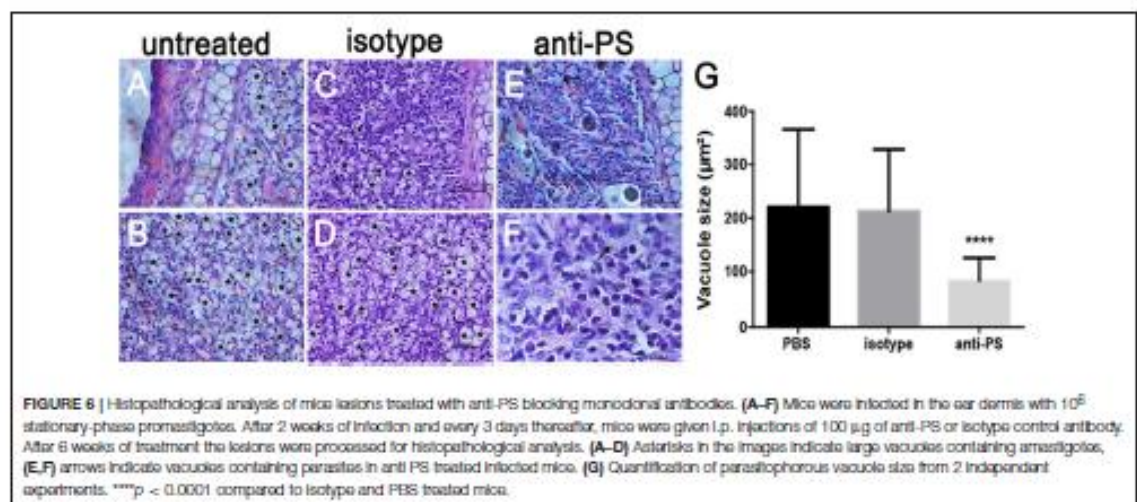 untreated isotype anti-PS
A C E G
B D F
Vacuole size (µm²)
400
300
200
100
0
****
PBS isotype anti-PS
FIGURE 6 | Histopathological analysis of mice lesions treated with anti-PS blocking monoclonal antibodies. (A–F) Mice were infected in the ear dermis with 10⁶
stationary-phase promastigotes. After 2 weeks of infection and every 3 days thereafter, mice were given i.p. injections of 100 µg of anti-PS or isotype control antibody.
After 6 weeks of treatment the lesions were processed for histopathological analysis. (A–D) Asterisks in the images indicate large vacuoles containing amastigotes,
(E,F) arrows indicate vacuoles containing parasites in anti PS treated infected mice. (G) Quantification of parasitophorous vacuole size from 2 independent
experiments. ****p < 0.0001 compared to isotype and PBS treated mice.